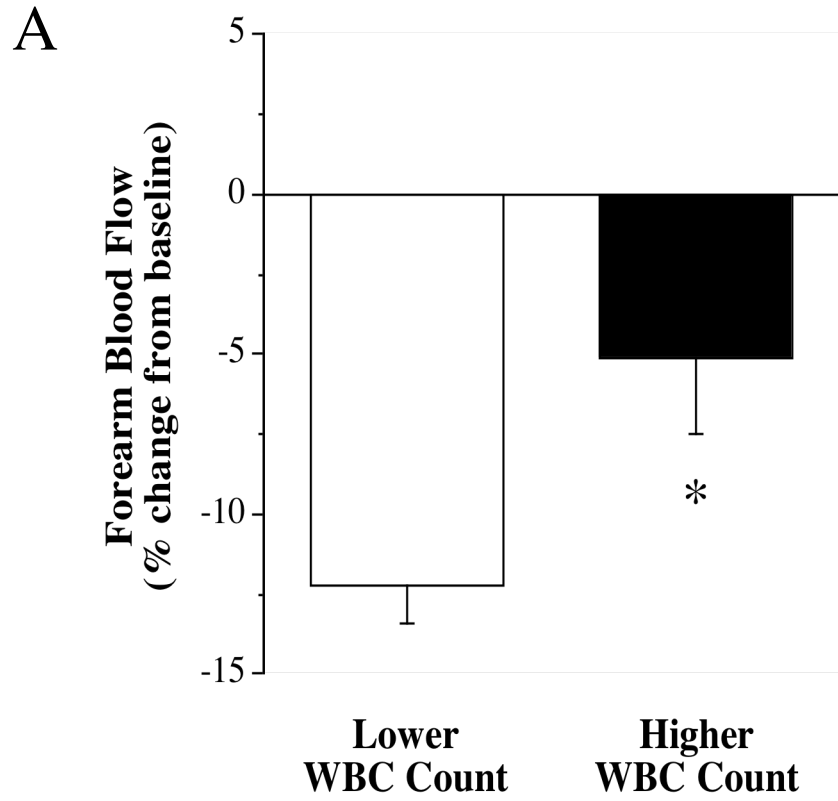 A
Forearm Blood Flow
(% change from baseline)
5
0
-5
-10
-15
*
Lower
WBC Count
Higher
WBC Count